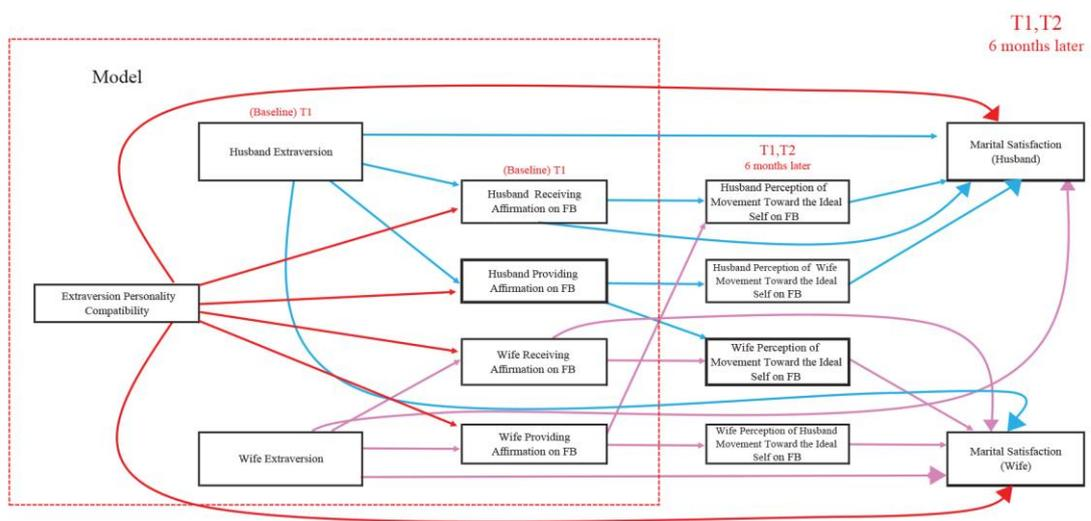 T1,T2
6 months later
Model
(Baseline) T1
Husband Extraversion
Marital Satisfaction
(Husband)
(Baseline) T1
T1,T2
6 months later
Husband Receiving
Affirmation on FB
Husband Perception of
Movement Toward the Ideal
Self on FB
Husband Providing
Affirmation on FB
Husband Perception of Wife
Movement Toward the Ideal
Self on FB
Extraversion Personality
Compatibility
Wife Receiving
Affirmation on FB
Wife Perception of
Movement Toward the Ideal
Self on FB
Wife Extraversion
Wife Providing
Affirmation on FB
Wife Perception of Husband
Movement Toward the Ideal
Self on FB
Marital Satisfaction
(Wife)